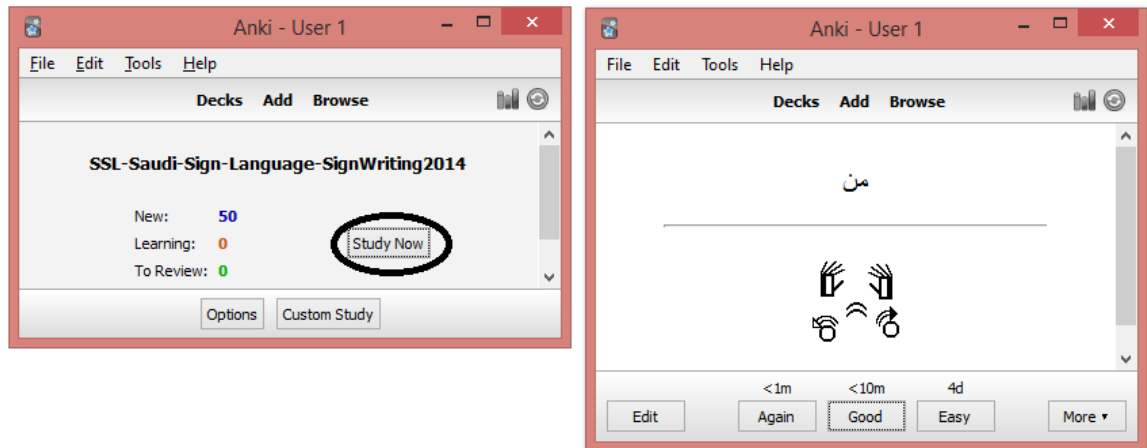 Anki - User 1
File Edit Tools Help
Decks Add Browse
SSL-Saudi-Sign-Language-SignWriting2014
New: 50
Learning: 0
To Review: 0
Study Now
Options Custom Study
Anki - User 1
File Edit Tools Help
Decks Add Browse
من
<1m <10m 4d
Edit Again Good Easy More ▾